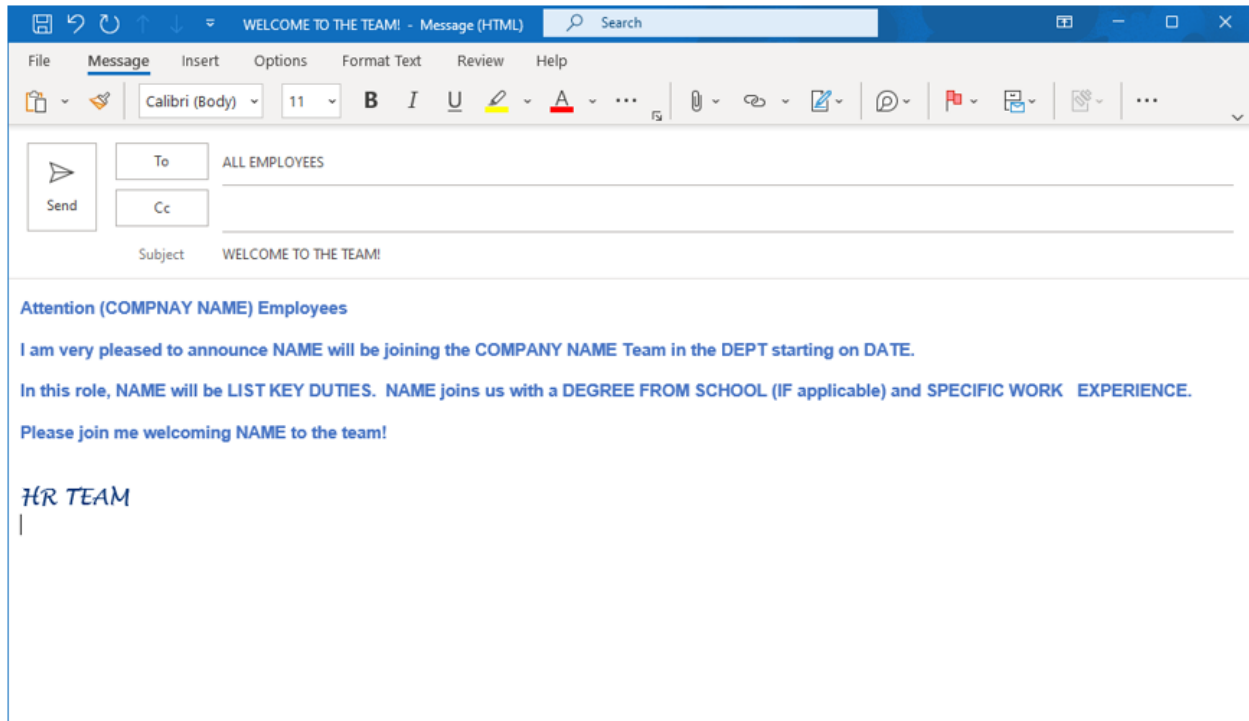 WELCOME TO THE TEAM! - Message (HTML) Search
File Message Insert Options Format Text Review Help
Calibri (Body) 11 B I U A
To ALL EMPLOYEES
Send Cc
Subject WELCOME TO THE TEAM!
Attention (COMPNAY NAME) Employees
I am very pleased to announce NAME will be joining the COMPANY NAME Team in the DEPT starting on DATE.
In this role, NAME will be LIST KEY DUTIES.  NAME joins us with a DEGREE FROM SCHOOL (IF applicable) and SPECIFIC WORK   EXPERIENCE.
Please join me welcoming NAME to the team!
HR TEAM